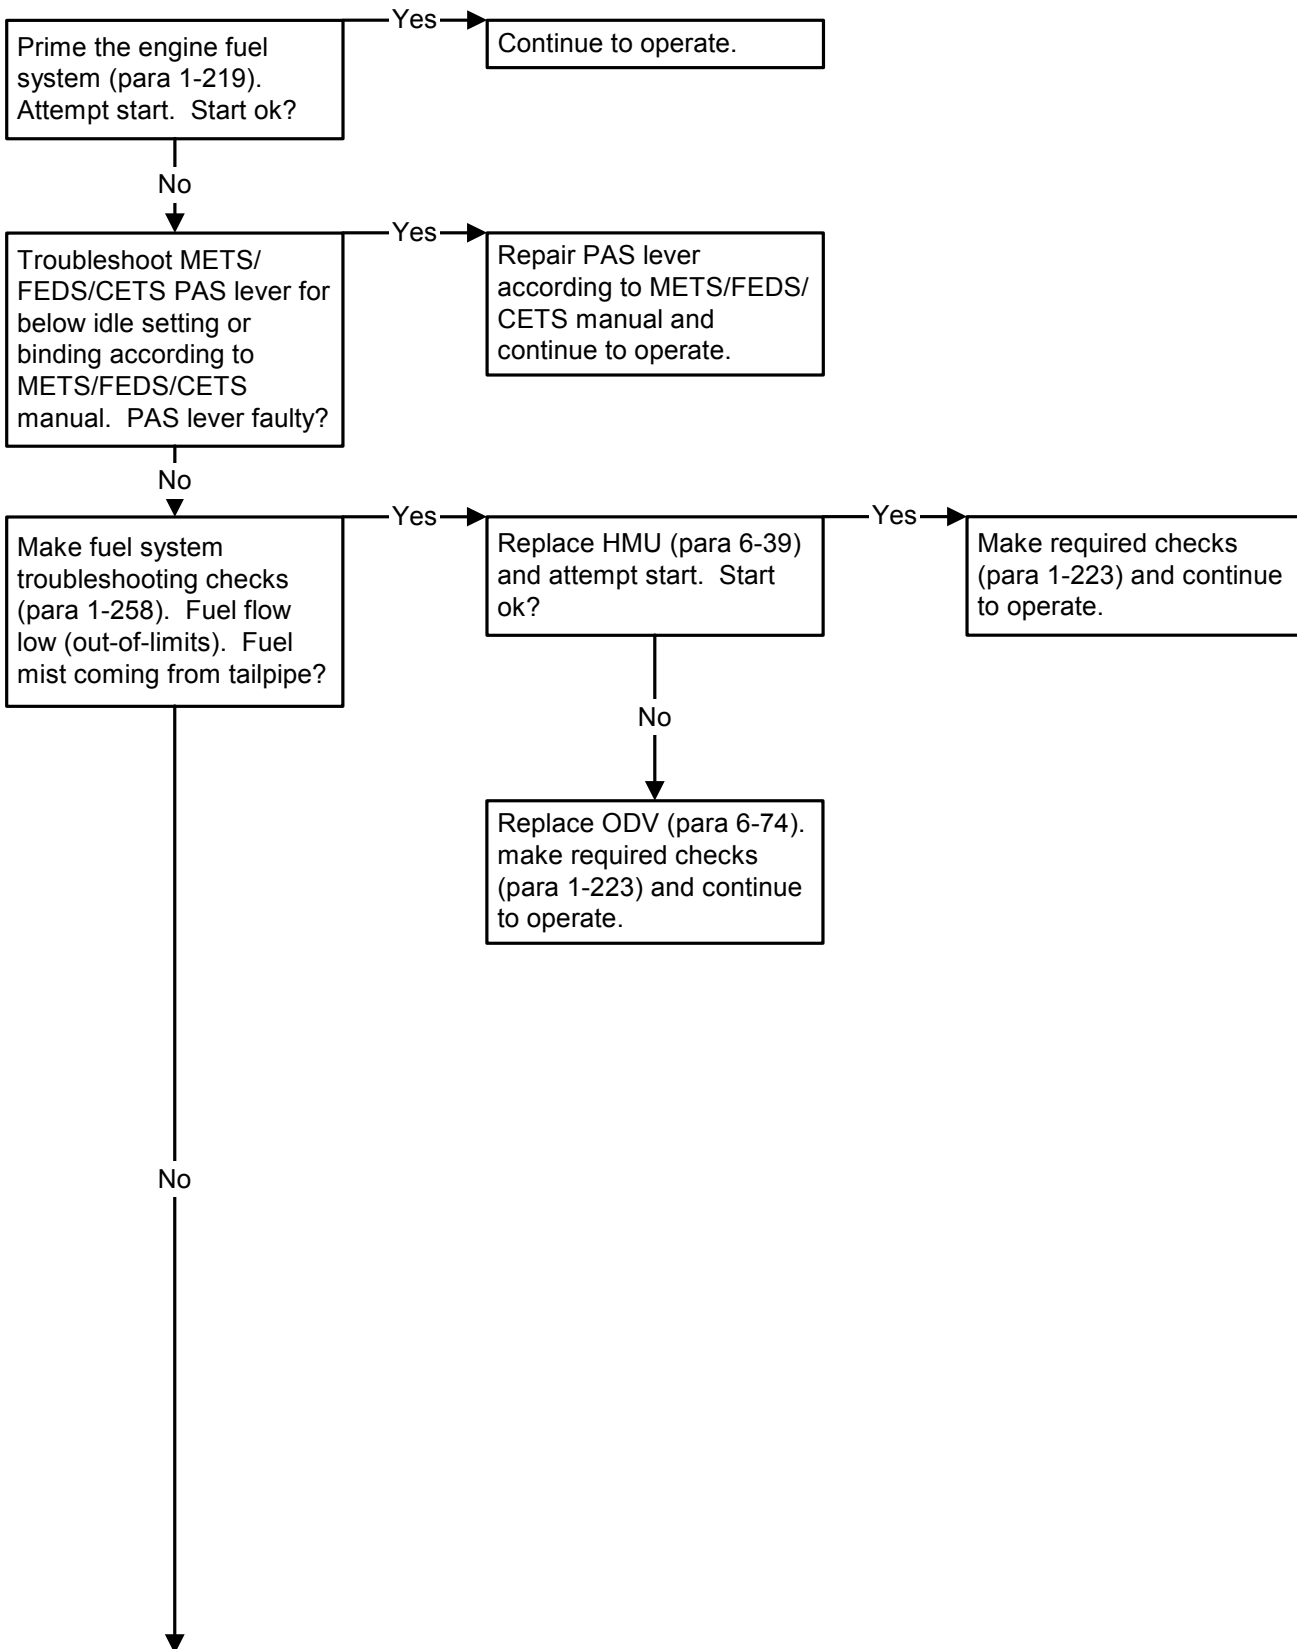 Prime the engine fuel
system (para 1-219).
Attempt start.  Start ok?
Yes
Continue to operate.
No
Troubleshoot METS/
FEDS/CETS PAS lever for
below idle setting or
binding according to
METS/FEDS/CETS
manual.  PAS lever faulty?
Yes
Repair PAS lever
according to METS/FEDS/
CETS manual and
continue to operate.
No
Make fuel system
troubleshooting checks
(para 1-258).  Fuel flow
low (out-of-limits).  Fuel
mist coming from tailpipe?
Yes
Replace HMU (para 6-39)
and attempt start.  Start
ok?
Yes
Make required checks
(para 1-223) and continue
to operate.
No
Replace ODV (para 6-74).
make required checks
(para 1-223) and continue
to operate.
No